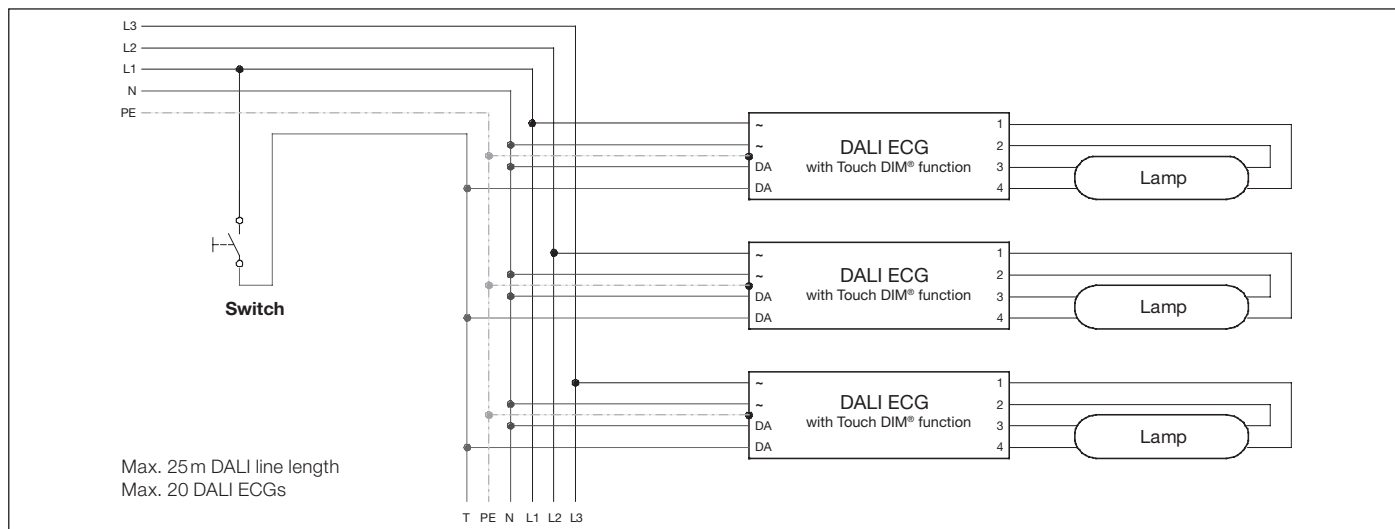 L3
L2
L1
N
PE
Switch
~
~
DA
DA
DALI ECG
with Touch DIM® function
1
2
3
4
Lamp
~
~
DA
DA
DALI ECG
with Touch DIM® function
1
2
3
4
Lamp
~
~
DA
DA
DALI ECG
with Touch DIM® function
1
2
3
4
Lamp
Max. 25 m DALI line length
Max. 20 DALI ECGs
T PE N L1 L2 L3